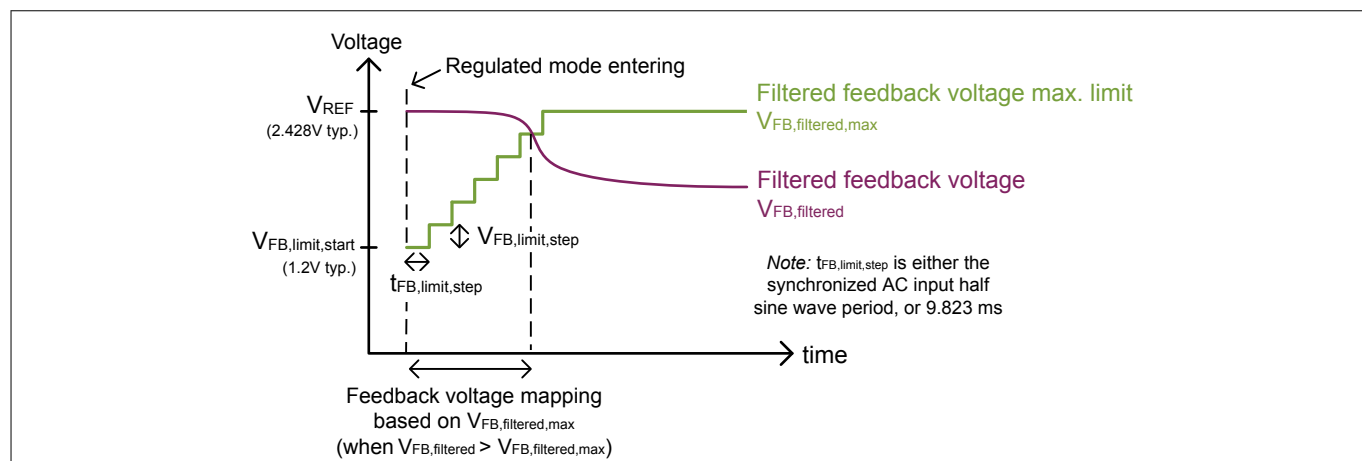 Voltage
Regulated mode entering
VREF
(2.428V typ.)
Filtered feedback voltage max. limit
VFB,filtered,max
Filtered feedback voltage
VFB,filtered
VFB,limit,start
(1.2V typ.)
VFB,limit,step
tFB,limit,step
Note: tFB,limit,step is either the
synchronized AC input half
sine wave period, or 9.823 ms
time
Feedback voltage mapping
based on VFB,filtered,max
(when VFB,filtered > VFB,filtered,max)